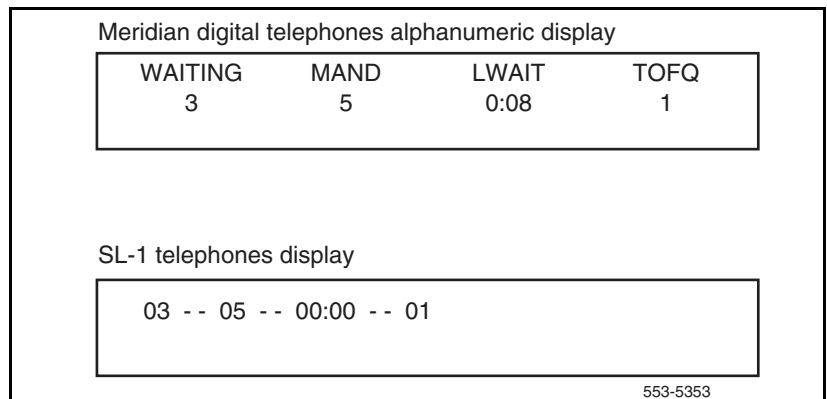 Meridian digital telephones alphanumeric display
WAITING MAND LWAIT TOFQ
3 5 0:08 1
SL-1 telephones display
03 - - 05 - - 00:00 - - 01
553-5353